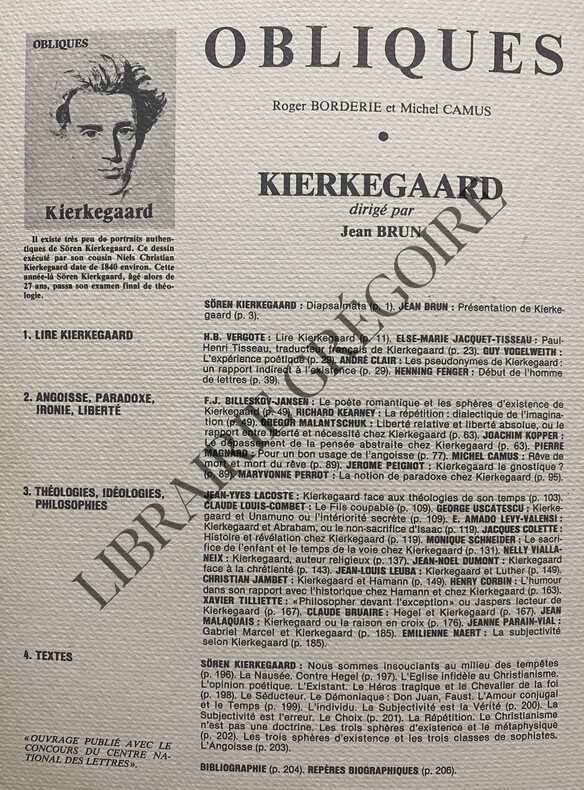 OBLIQUES
Kierkegaard
Il existe très peu de portraits authen-
tiques de Sören Kierkegaard. Ce dessin
exécuté par son cousin Niels Christian
Kierkegaard date de 1840 environ. Cette
année-là Sören Kierkegard, âgé alors de
27 ans, passa son examen final de théo-
logie.
OBLIQUES
Roger BORDERIE et Michel CAMUS
KIERKEGAARD
dirigé par
Jean BRUN
SÖREN KIERKEGAARD : Diapsalmata (p. 1). JEAN BRUN : Présentation de Kierke-
gaard (p. 3).
1. LIRE KIERKEGAARD
H.B. VERGOTE : Lire Kierkegaard (p. 11). ELSE-MARIE JACQUET-TISSEAU : Paul-
Henri Tisseau, traducteur français de Kierkegaard (p. 23). GUY VOGELWEITH :
L'expérience poétique (p. 29). ANDRÉ CLAIR : Les pseudonymes de Kierkegaard :
un rapport indirect à l'existence (p. 29). HENNING FENGER : Début de l'homme
de lettres (p. 39).
2. ANGOISSE, PARADOXE,
IRONIE, LIBERTÉ
F.J. BILLESKOV-JANSEN : Le poète romantique et les sphères d'existence de
Kierkegaard (p. RICHARD KEARNEY : La répétition : dialectique de l'imagina-
tion (p. GREGOR MALANTSCHUK : Liberté relative et liberté absolue, ou le
rapport entre liberté et nécessité chez Kierkegaard (p. 63). JOACHIM KOPPER :
Le dépassement de la pensée abstraite chez Kierkegaard (p. 63). PIERRE
MAGNARD : Pour un bon usage de l'angoisse (p. 77). MICHEL CAMUS : Rêve de
mort et mort du rêve (p. 89). JEROME PEIGNOT : Kierkegaard le gnostique ?
(p. 89). MARYVONNE PERROT : La notion de paradoxe chez Kierkegaard (p. 95).
3. THÉOLOGIES, IDÉOLOGIES,
PHILOSOPHIES
JEAN-YVES LACOSTE : Kierkegaard face aux théologies de son temps (p. 103).
CLAUDE LOUIS-COMBET : Le Fils coupable (p. 109). GEORGE USCATESCU : Kierke-
gaard et Unamuno ou l'intériorité secrète (p. 109). E. AMADO LEVY-VALENSI :
Kierkegaard et Abraham, ou le non-sacrifice d'Isaac (p. 119). JACQUES COLETTE :
Histoire et révélation chez Kierkegaard (p. 119). MONIQUE SCHNEIDER : Le sacri-
fice de l'enfant et le temps de la voie chez Kierkegaard (p. 131). NELLY VIALLA-
NEIX : Kierkegaard, auteur religieux (p. 137). JEAN-NOEL DUMONT : Kierkegaard
face à la chrétienté (p. 143). JEAN-LOUIS LEUBA : Kierkegaard et Luther (p. 149).
CHRISTIAN JAMBET : Kierkegaard et Hamann (p. 149). HENRY CORBIN : L'humour
dans son rapport avec l'historique chez Hamann et chez Kierkegaard (p. 163).
XAVIER TILLIETTE : «Philosopher devant l'exception» ou Jaspers lecteur de
Kierkegaard (p. 167). CLAUDE BRUAIRE : Hegel et Kierkegaard (p. 167). JEAN
MALAQUAIS : Kierkegaard ou la raison en croix (p. 176). JEANNE PARAIN-VIAL :
Gabriel Marcel et Kierkegaard (p. 185). EMILIENNE NAERT : La subjectivité
selon Kierkegaard (p. 185).
4. TEXTES
SÖREN KIERKEGAARD : Nous sommes insouciants au milieu des tempêtes
(p. 196). La Nausée. Contre Hegel (p. 197). L'Eglise infidèle au Christianisme.
L'opinion poétique. L'Existant. Le Héros tragique et le Chevalier de la foi
(p. 198). Le Séducteur. Le Démoniaque : Don Juan, Faust. L'Amour conjugal
et le Temps (p. 199). L'individu. La Subjectivité est la Vérité (p. 200). La
Subjectivité est l'erreur. Le Choix (p. 201). La Répétition. Le Christianisme
n'est pas une doctrine. Les trois sphères d'existence et le métaphysique
(p. 202). Les trois sphères d'existence et les trois classes de sophistes.
L'Angoisse (p. 203).
BIBLIOGRAPHIE (p. 204). REPÈRES BIOGRAPHIQUES (p. 206).
«OUVRAGE PUBLIÉ AVEC LE
CONCOURS DU CENTRE NA-
TIONAL DES LETTRES».
LIBRAIRIE GRÉGOIRE